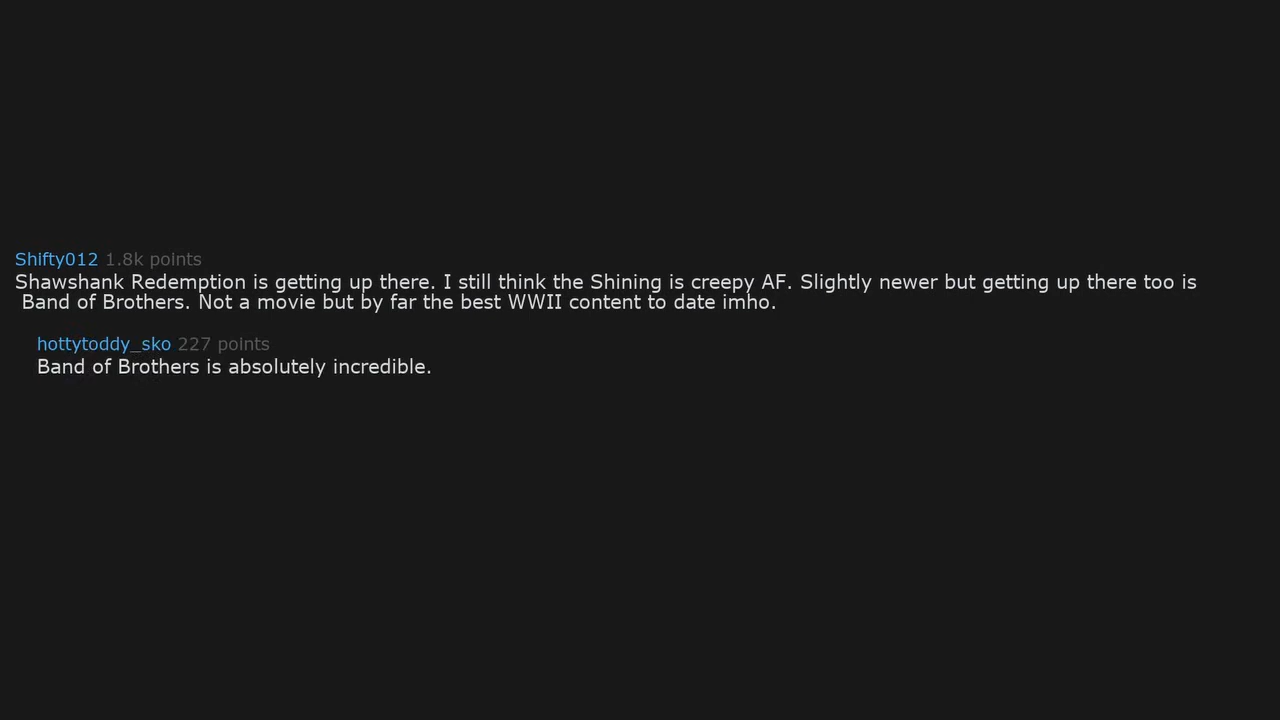 Shifty012 1.8k points
Shawshank Redemption is getting up there. I still think the Shining is creepy AF. Slightly newer but getting up there too is
Band of Brothers. Not a movie but by far the best WWII content to date imho.
hottytoddy_sko 227 points
Band of Brothers is absolutely incredible.